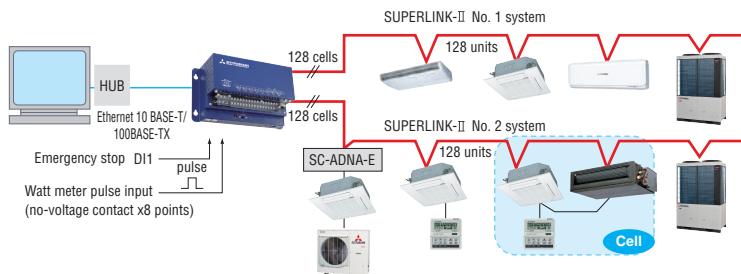 SUPERLINK-Ⅱ No. 1 system
128 cells
128 units
HUB
Ethernet 10 BASE-T/
100BASE-TX
128 cells
SUPERLINK-Ⅱ No. 2 system
Emergency stop DI1
pulse
SC-ADNA-E
128 units
Watt meter pulse input
(no-voltage contact x8 points)
Cell